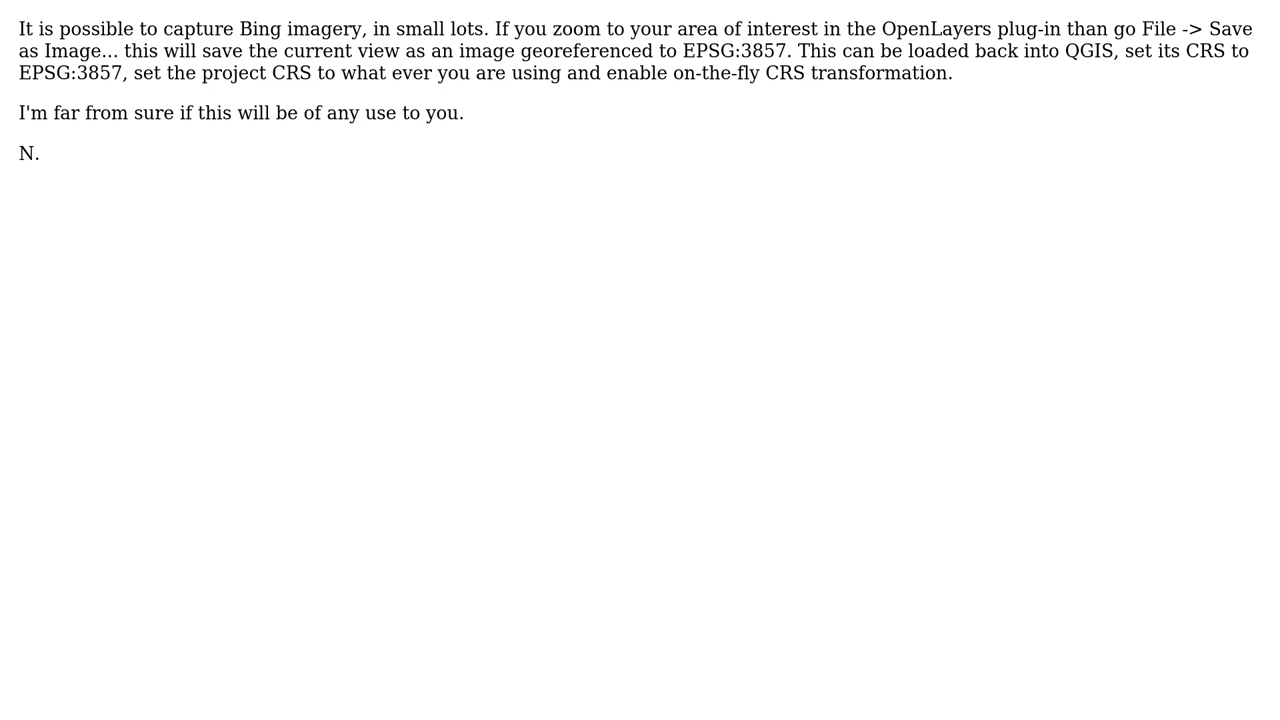 It is possible to capture Bing imagery, in small lots. If you zoom to your area of interest in the OpenLayers plug-in than go File -> Save
as Image... this will save the current view as an image georeferenced to EPSG:3857. This can be loaded back into QGIS, set its CRS to
EPSG:3857, set the project CRS to what ever you are using and enable on-the-fly CRS transformation.
I'm far from sure if this will be of any use to you.
N.